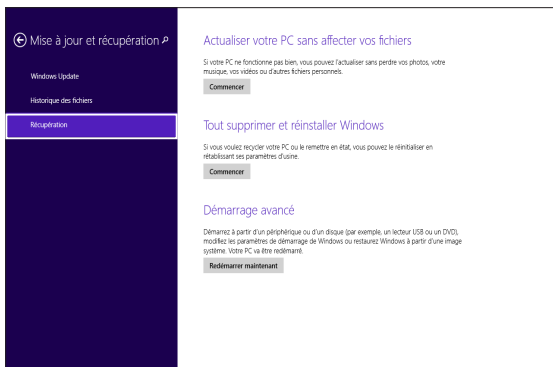 Mise à jour et récupération
Windows Update
Historique des fichiers
Récupération
Actualiser votre PC sans affecter vos fichiers
Si votre PC ne fonctionne pas bien, vous pouvez l'actualiser sans perdre vos photos, votre
musique, vos vidéos ou d'autres fichiers personnels.
Commencer
Tout supprimer et réinstaller Windows
Si vous voulez recycler votre PC ou le remettre en état, vous pouvez le réinitialiser en
rétablissant ses paramètres d'usine.
Commencer
Démarrage avancé
Démarrez à partir d'un périphérique ou d'un disque (par exemple, un lecteur USB ou un DVD),
modifiez les paramètres de démarrage de Windows ou restaurez Windows à partir d'une image
système. Votre PC va être redémarré.
Redémarrer maintenant